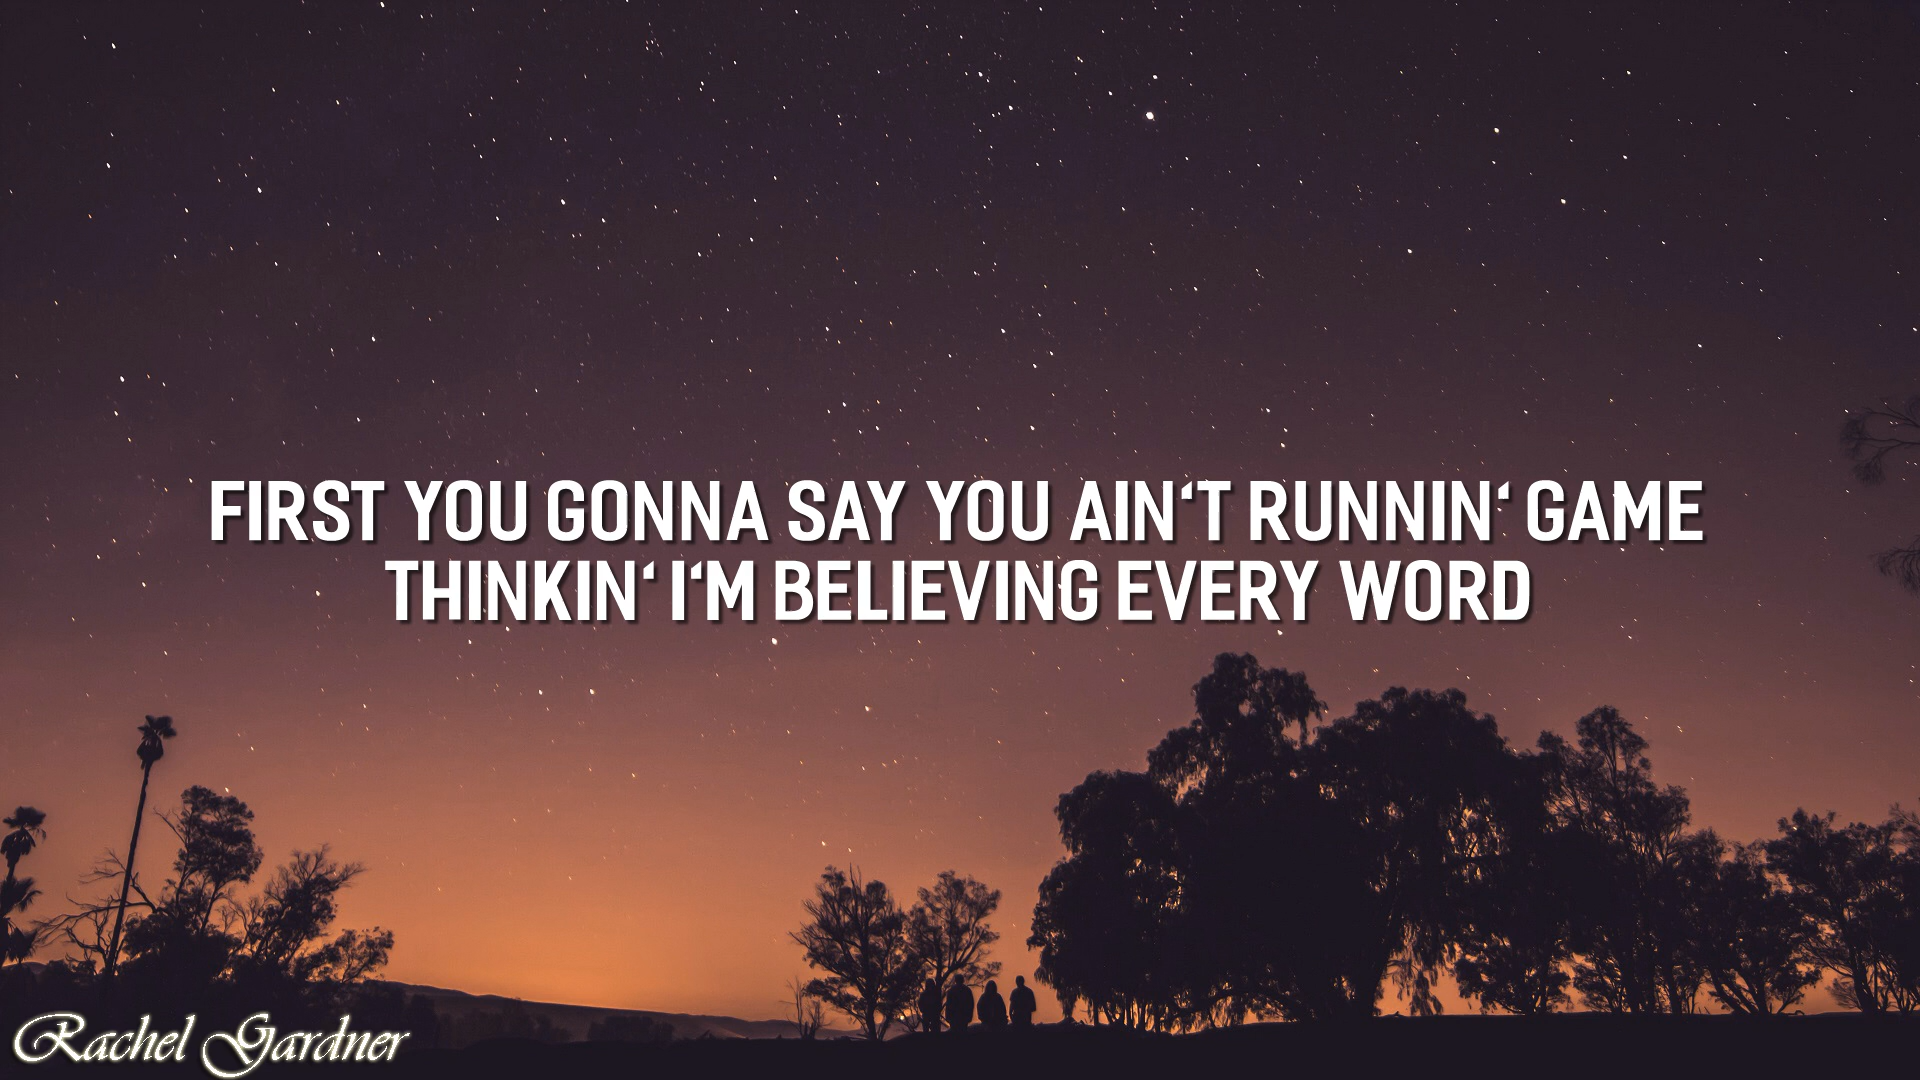 FIRST YOU GONNA SAY YOU AIN‘T RUNNIN‘ GAME
THINKIN‘ I‘M BELIEVING EVERY WORD
Rachel Gardner